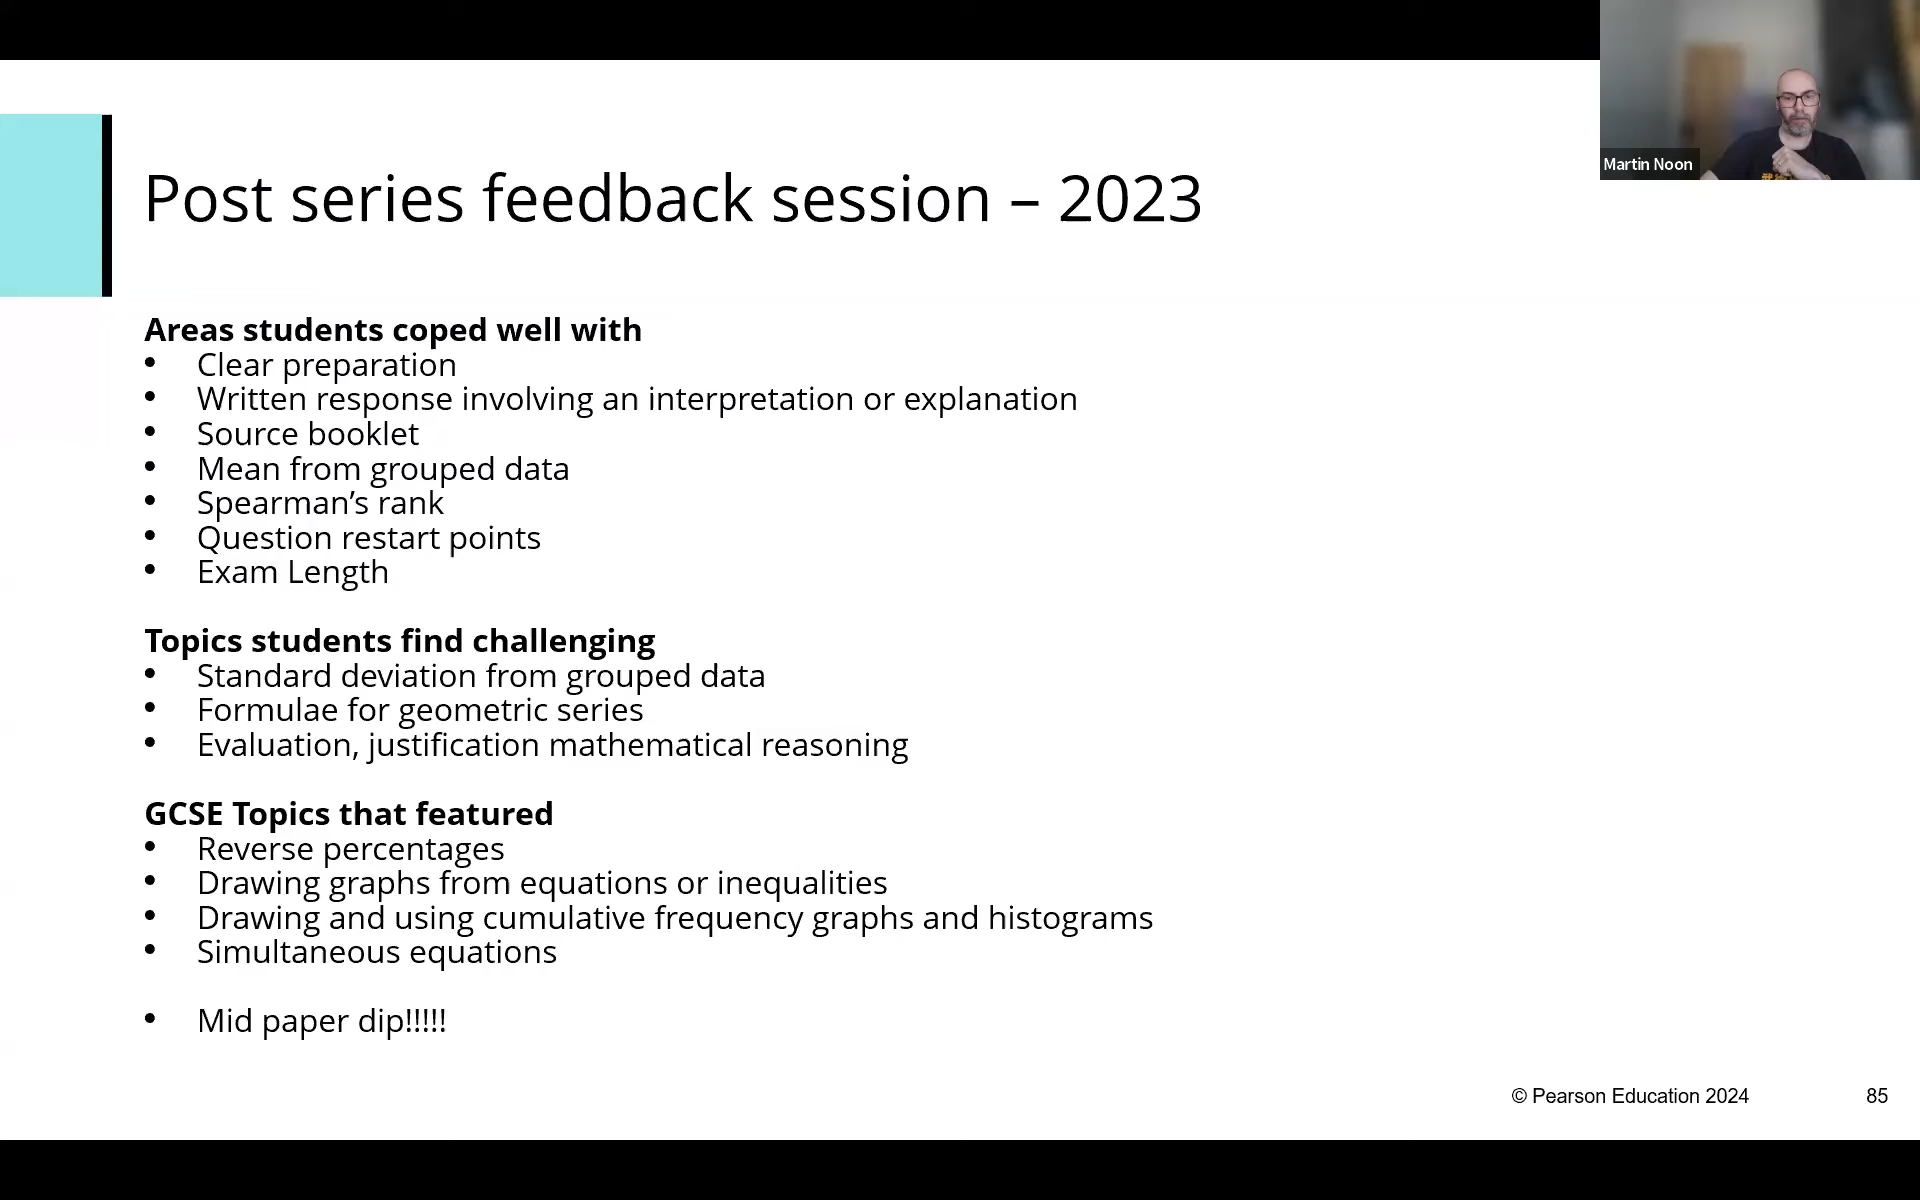 Martin Noon
Post series feedback session – 2023
Areas students coped well with
• Clear preparation
• Written response involving an interpretation or explanation
• Source booklet
• Mean from grouped data
• Spearman’s rank
• Question restart points
• Exam Length
Topics students find challenging
• Standard deviation from grouped data
• Formulae for geometric series
• Evaluation, justification mathematical reasoning
GCSE Topics that featured
• Reverse percentages
• Drawing graphs from equations or inequalities
• Drawing and using cumulative frequency graphs and histograms
• Simultaneous equations
• Mid paper dip!!!!!
© Pearson Education 2024
85